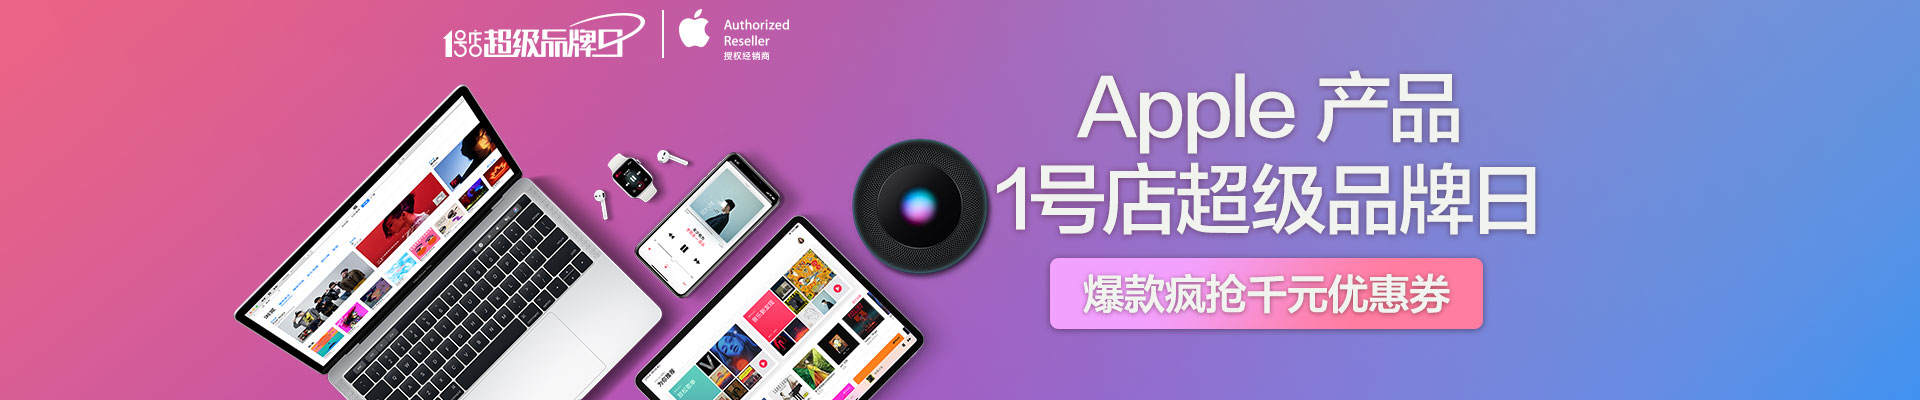 1号店超级品牌日
Authorized
Reseller
授权经销商
Apple 产品
1号店超级品牌日
爆款疯抢千元优惠券